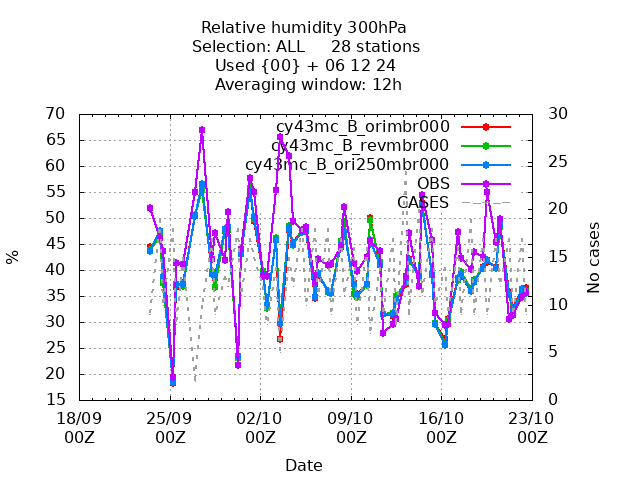 Relative humidity 300hPa
Selection: ALL 28 stations
Used {00} + 06 12 24
Averaging window: 12h
70
65
60
55
50
45
40
35
30
25
20
15
%
30
25
20
15
10
5
0
No cases
cy43mc_B_orimbr000
cy43mc_B_revmbr000
cy43mc_B_ori250mbr000
OBS
CASES
18/09 25/09 02/10 09/10 16/10 23/10
00Z 00Z 00Z 00Z 00Z 00Z
Date